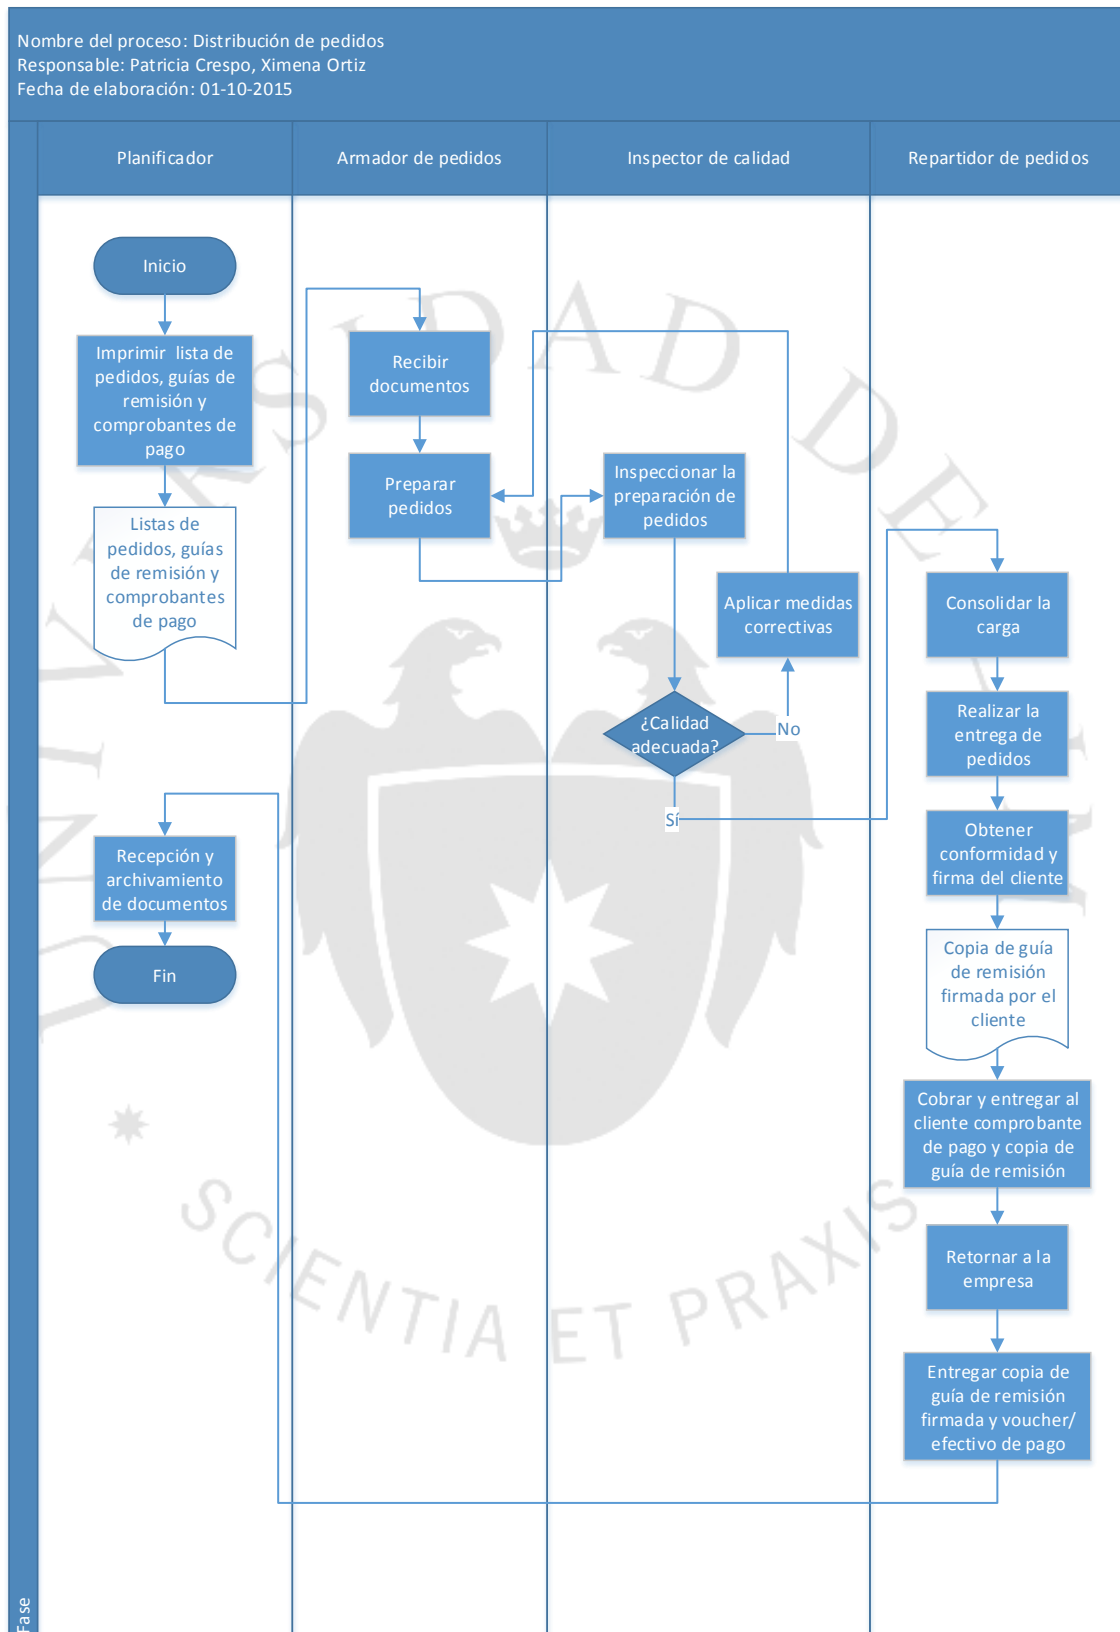 Nombre del proceso: Distribución de pedidos
Responsable: Patricia Crespo, Ximena Ortiz
Fecha de elaboración: 01-10-2015
Planificador
Armador de pedidos
Inspector de calidad
Repartidor de pedidos
Inicio
Imprimir lista de
pedidos, guías de
remisión y
comprobantes de
pago
Listas de
pedidos, guías
de remisión y
comprobantes
de pago
Recibir
documentos
Preparar
pedidos
Inspeccionar la
preparación de
pedidos
Aplicar medidas
correctivas
¿Calidad
adecuada?
No
Sí
Consolidar la
carga
Realizar la
entrega de
pedidos
Obtener
conformidad y
firma del cliente
Copia de guía
de remisión
firmada por el
cliente
Cobrar y entregar al
cliente comprobante
de pago y copia de
guía de remisión
Retornar a la
empresa
Entregar copia de
guía de remisión
firmada y voucher/
efectivo de pago
Recepción y
archivamiento
de documentos
Fin
Fase
UNIVERSIDAD DE LIMA
SCIENTIA ET PRAXIS